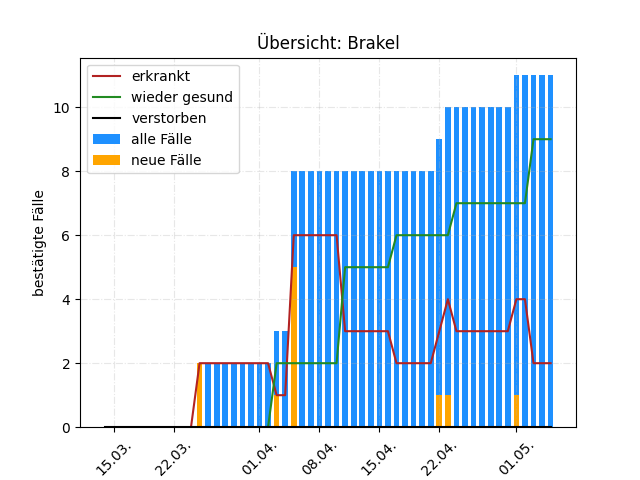 Übersicht: Brakel
erkrankt
wieder gesund
verstorben
alle Fälle
neue Fälle
bestätigte Fälle
10
8
6
4
2
0
15.03.
22.03.
01.04.
08.04.
15.04.
22.04.
01.05.